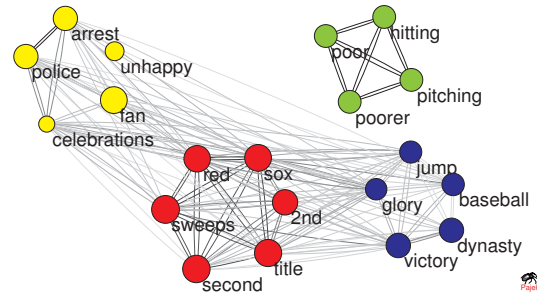 arrest
hitting
poor
police
unhappy
pitching
fan
poorer
celebrations
jump
red
sox
baseball
glory
2nd
sweeps
dynasty
title
victory
second
Pajek